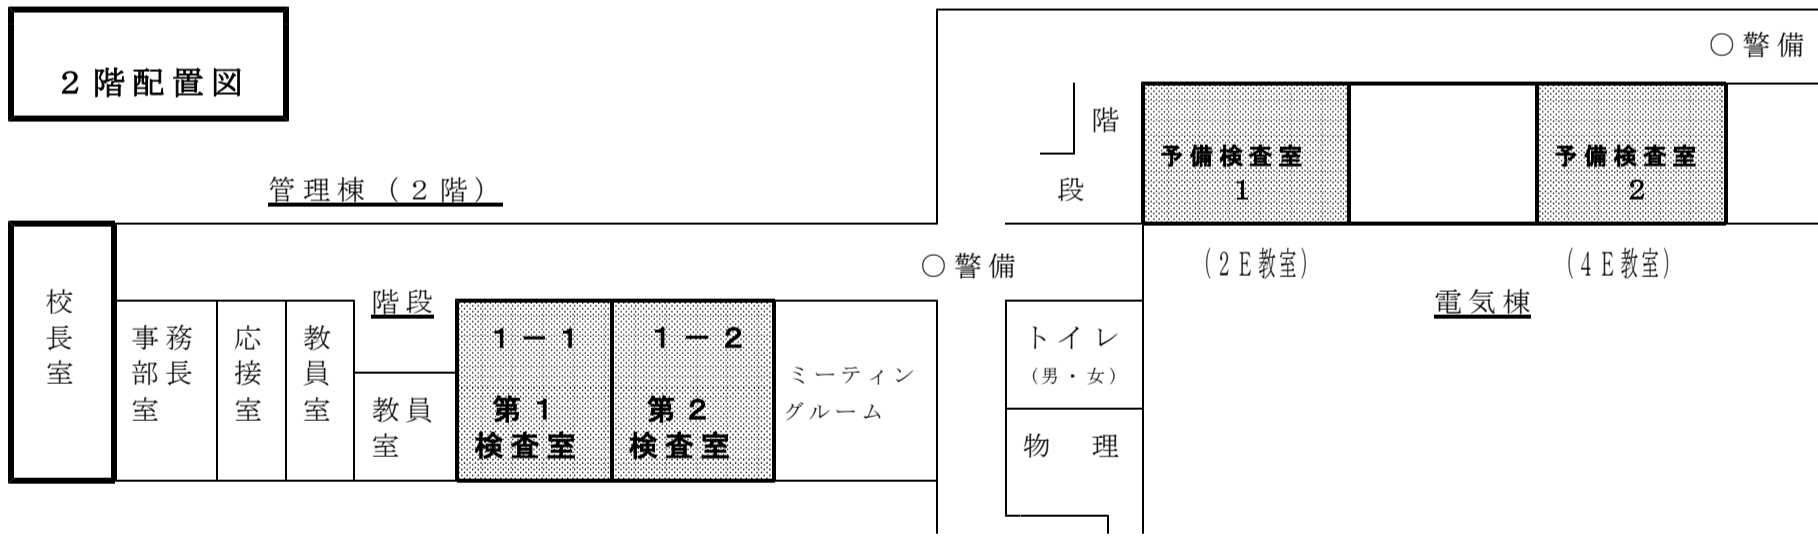 2階配置図
○警備
階
段
予備検査室
1
予備検査室
2
管理棟（2階）
○警備
(2E教室)
(4E教室)
電気棟
校長室
事務
部長
室
応接室
教員室
階段
教員
室
1－1
第1
検査室
1－2
第2
検査室
ミーティン
グルーム
トイレ
(男・女)
物　理